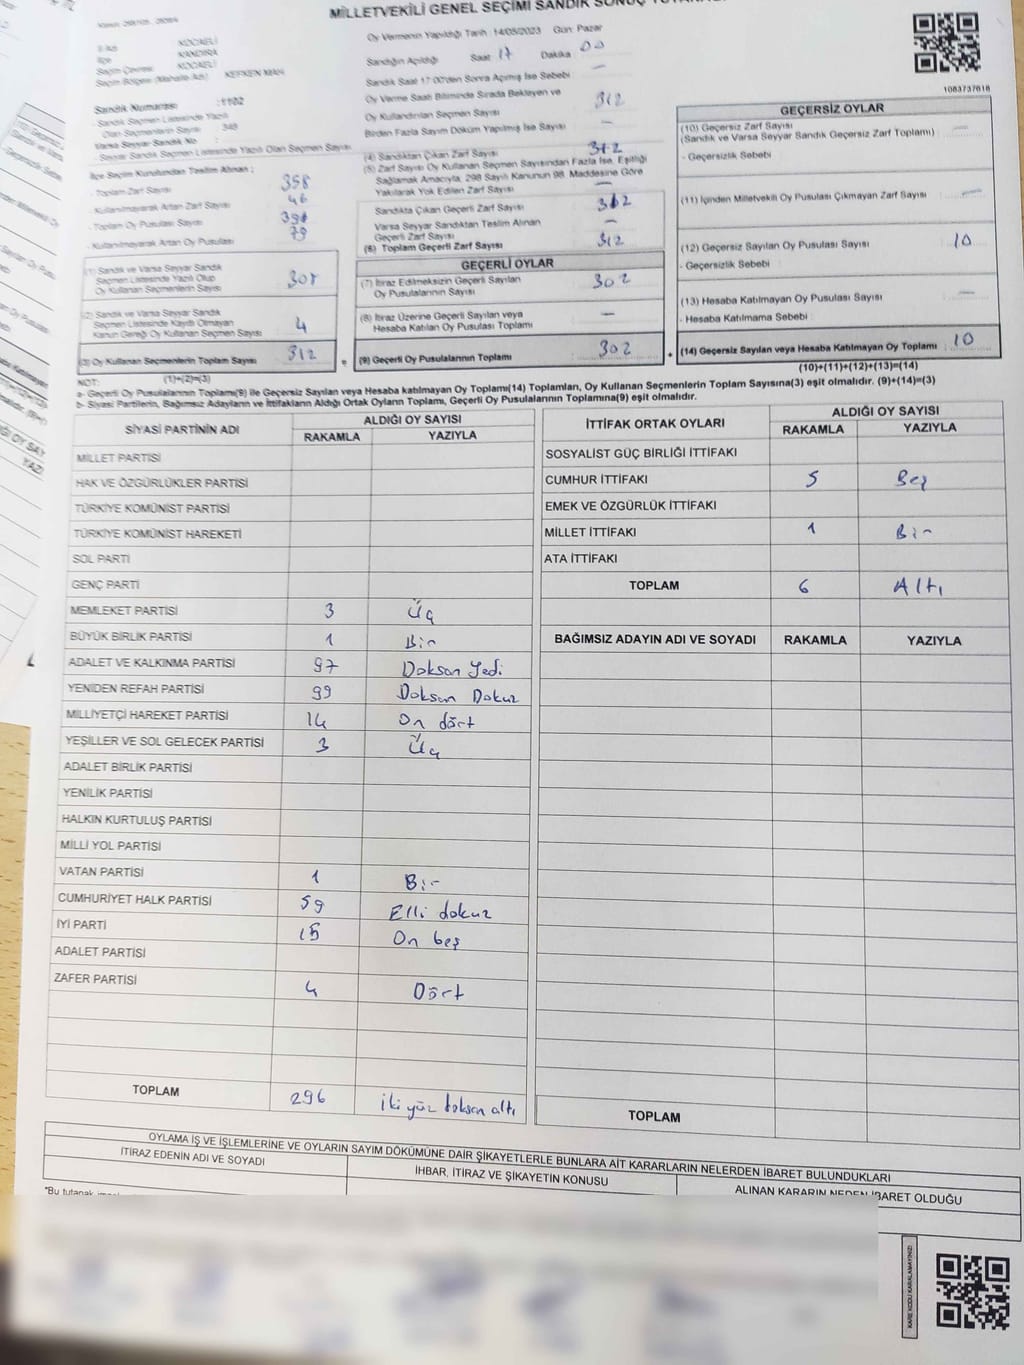 MİLLETVEKİLİ GENEL SEÇİMİ SANDIK SONUÇ
Oy Vermenin Yapıldığı Tarih 14/05/2023 Gün: Pazar
İl Adı KOCAELİ
İlçe KANDIRA
Seçim Çevresi KOCAELİ
Seçim Bölgesi (Mahalle Adı) KEFKEN MAH
Sandık Numarası :1102
- Sandık Seçmen Listesinde Yazılı
Olan Seçmenlerin Sayısı : 348
Varsa Seyyar Sandık No :
- Seyyar Sandık Seçmen Listesinde Yazılı Olan Seçmen Sayısı
İlçe Seçim Kurulundan Teslim Alınan ;
- Toplam Zarf Sayısı 358
- Kullanılmayarak Artan Zarf Sayısı 46
- Toplam Oy Pusulası Sayısı
- Kullanılmayarak Artan Oy Pusulası 79
(1) Sandık ve Varsa Seyyar Sandık
Seçmen Listesinde Yazılı Olup
Oy Kullanan Seçmenlerin Sayısı 308
(2) Sandık ve Varsa Seyyar Sandık
Seçmen Listesinde Kayıtlı Olmayan
Kanun Gereği Oy Kullanan Seçmen Sayısı 4
(3) Oy Kullanan Seçmenlerin Toplam Sayısı 312
(1)+(2)=(3)
Sandığın Açıldığı Saat 17 Dakika 00
Sandık Saat 17:00'den Sonra Açılmış İse Sebebi —
Oy Verme Saati Bitiminde Sırada Bekleyen ve
Oy Kullandırılan Seçmen Sayısı 312
Birden Fazla Sayım Döküm Yapılmış İse Sayısı —
(4) Sandıktan Çıkan Zarf Sayısı 312
(5) Zarf Sayısı Oy Kullanan Seçmen Sayısından Fazla İse, Eşitliği
Sağlamak Amacıyla, 298 Sayılı Kanunun 98. Maddesine Göre
Yakılarak Yok Edilen Zarf Sayısı —
Sandıkta Çıkan Geçerli Zarf Sayısı 312
Varsa Seyyar Sandıktan Teslim Alınan
Geçerli Zarf Sayısı —
(6) Toplam Geçerli Zarf Sayısı 312
GEÇERLİ OYLAR
(7) İtiraz Edilmeksizin Geçerli Sayılan
Oy Pusulalarının Sayısı 302
(8) İtiraz Üzerine Geçerli Sayılan veya
Hesaba Katılan Oy Pusulası Toplamı —
= (9) Geçerli Oy Pusulalarının Toplamı 302 +
1083737618
GEÇERSİZ OYLAR
(10) Geçersiz Zarf Sayısı
(Sandık ve Varsa Seyyar Sandık Geçersiz Zarf Toplamı) —
- Geçersizlik Sebebi
(11) İçinden Milletvekili Oy Pusulası Çıkmayan Zarf Sayısı —
(12) Geçersiz Sayılan Oy Pusulası Sayısı 10
- Geçersizlik Sebebi
(13) Hesaba Katılmayan Oy Pusulası Sayısı —
- Hesaba Katılmama Sebebi :
(14) Geçersiz Sayılan veya Hesaba Katılmayan Oy Toplamı 10
(10)+(11)+(12)+(13)=(14)
NOT:
a- Geçerli Oy Pusulalarının Toplamı(9) ile Geçersiz Sayılan veya Hesaba katılmayan Oy Toplamı(14) Toplamları, Oy Kullanan Seçmenlerin Toplam Sayısına(3) eşit olmalıdır. (9)+(14)=(3)
b- Siyasi Partilerin, Bağımsız Adayların ve İttifakların Aldığı Ortak Oyların Toplamı, Geçerli Oy Pusulalarının Toplamına(9) eşit olmalıdır.
SİYASİ PARTİNİN ADI ALDIĞI OY SAYISI
RAKAMLA YAZIYLA
MİLLET PARTİSİ
HAK VE ÖZGÜRLÜKLER PARTİSİ
TÜRKİYE KOMÜNİST PARTİSİ
TÜRKİYE KOMÜNİST HAREKETİ
SOL PARTİ
GENÇ PARTİ
MEMLEKET PARTİSİ 3 Üç
BÜYÜK BİRLİK PARTİSİ 1 Bir
ADALET VE KALKINMA PARTİSİ 97 Doksan Yedi
YENİDEN REFAH PARTİSİ 99 Doksan Dokuz
MİLLİYETÇİ HAREKET PARTİSİ 14 On dört
YEŞİLLER VE SOL GELECEK PARTİSİ 3 Üç
ADALET BİRLİK PARTİSİ
YENİLİK PARTİSİ
HALKIN KURTULUŞ PARTİSİ
MİLLİ YOL PARTİSİ
VATAN PARTİSİ 1 Bir
CUMHURİYET HALK PARTİSİ 59 Elli dokuz
İYİ PARTİ 15 On beş
ADALET PARTİSİ
ZAFER PARTİSİ 4 Dört
TOPLAM 296 iki yüz doksan altı
İTTİFAK ORTAK OYLARI ALDIĞI OY SAYISI
RAKAMLA YAZIYLA
SOSYALİST GÜÇ BİRLİĞİ İTTİFAKI
CUMHUR İTTİFAKI 5 Beş
EMEK VE ÖZGÜRLÜK İTTİFAKI
MİLLET İTTİFAKI 1 Bir
ATA İTTİFAKI
TOPLAM 6 Altı
BAĞIMSIZ ADAYIN ADI VE SOYADI RAKAMLA YAZIYLA
TOPLAM
OYLAMA İŞ VE İŞLEMLERİNE VE OYLARIN SAYIM DÖKÜMÜNE DAİR ŞİKAYETLERLE BUNLARA AİT KARARLARIN NELERDEN İBARET BULUNDUKLARI
İTİRAZ EDENİN ADI VE SOYADI
İHBAR, İTİRAZ VE ŞİKAYETİN KONUSU
ALINAN KARARIN NEDEN İBARET OLDUĞU
*Bu tutanak
KARE KODU KARALAMAYINIZ!